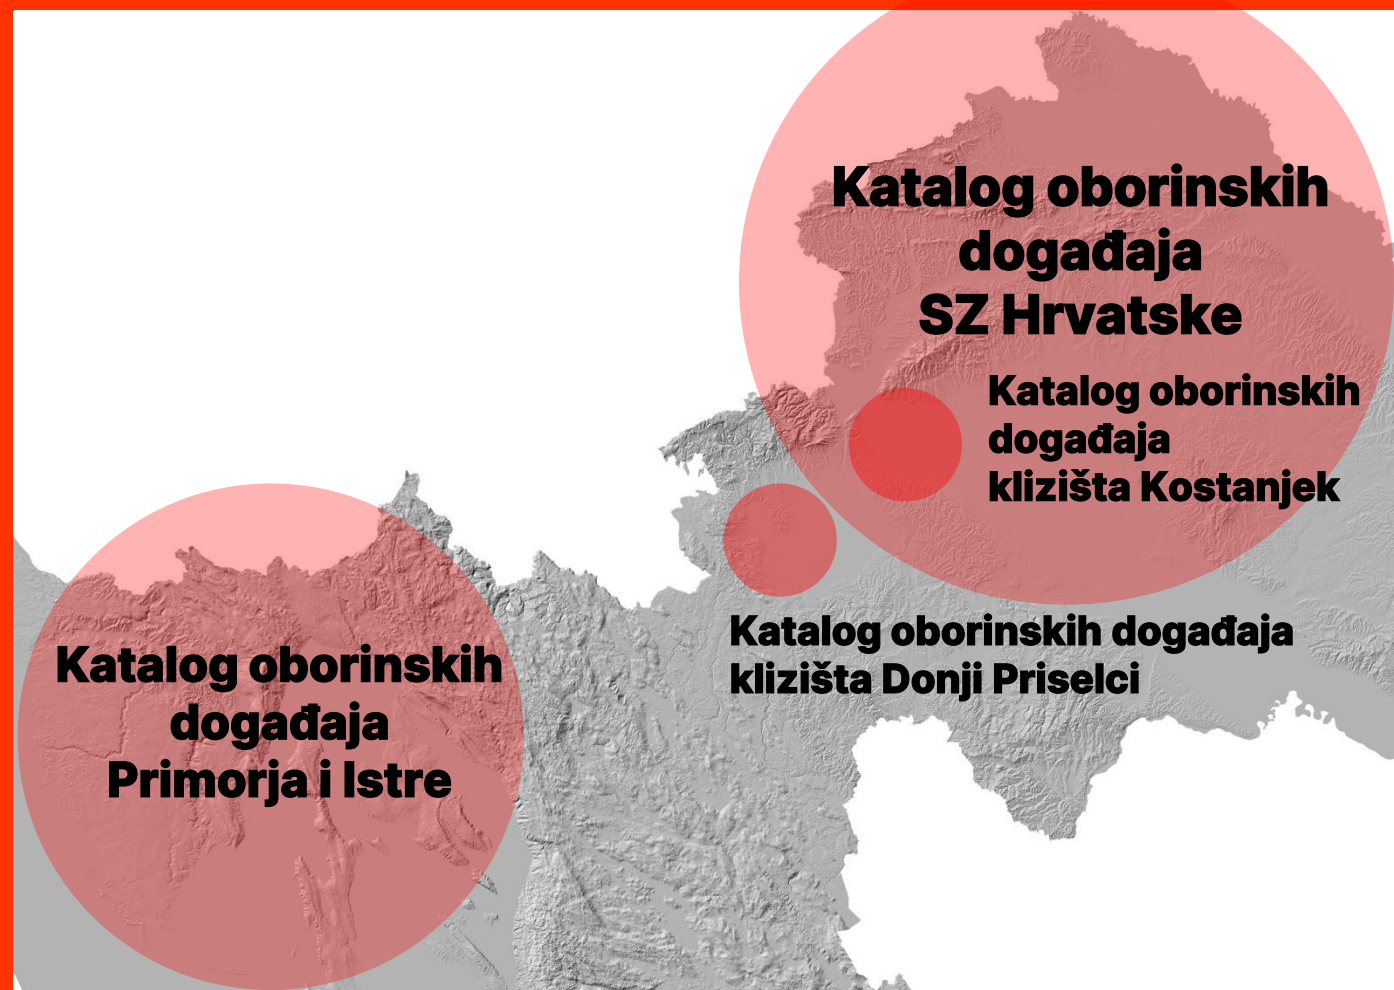 Katalog oborinskih
događaja
SZ Hrvatske
Katalog oborinskih
događaja
klizišta Kostanjek
Katalog oborinskih događaja
klizišta Donji Priselci
Katalog oborinskih
događaja
Primorja i Istre